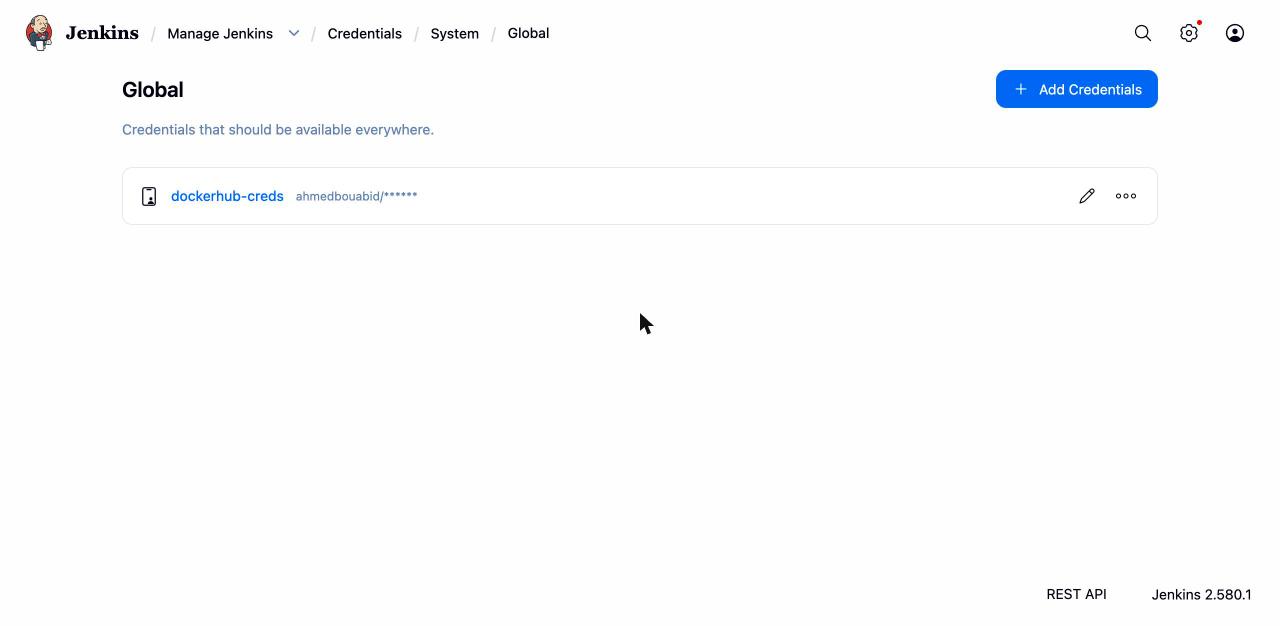 Jenkins / Manage Jenkins / Credentials / System / Global
Global
+ Add Credentials
Credentials that should be available everywhere.
dockerhub-creds ahmedbouabid/******
REST API Jenkins 2.580.1